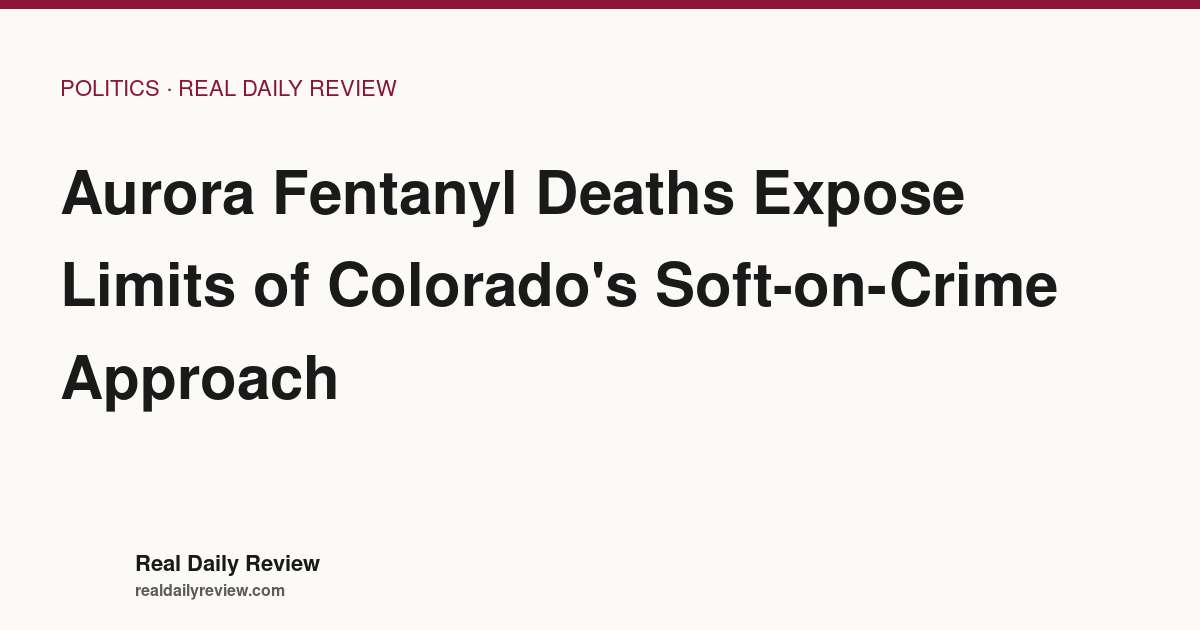 POLITICS · REAL DAILY REVIEW
Aurora Fentanyl Deaths Expose
Limits of Colorado's Soft-on-Crime
Approach
Real Daily Review
realdailyreview.com